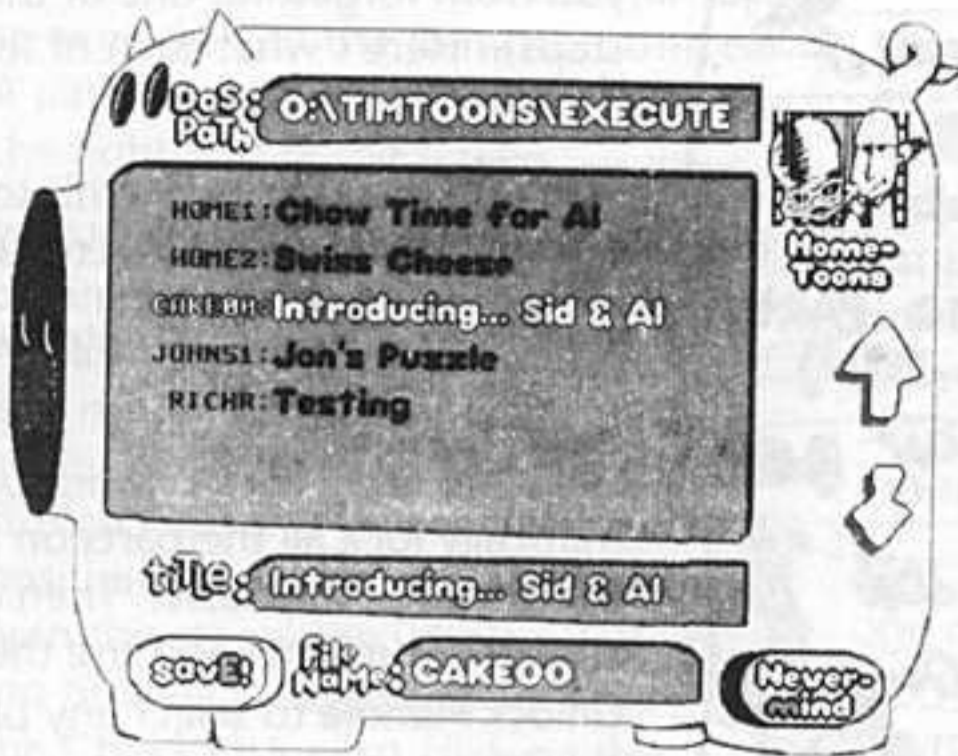 DoS PaTh: O:\TIMTOONS\EXECUTE
HOME1: Chow Time for Al
HOME2: Swiss Cheese
Introducing... Sid & Al
JOHNS1: Jon's Puzzle
RICHR: Testing
Home-
Toons
tiTle: Introducing... Sid & Al
savE!
File NaMe: CAKEOO
Never-
mind